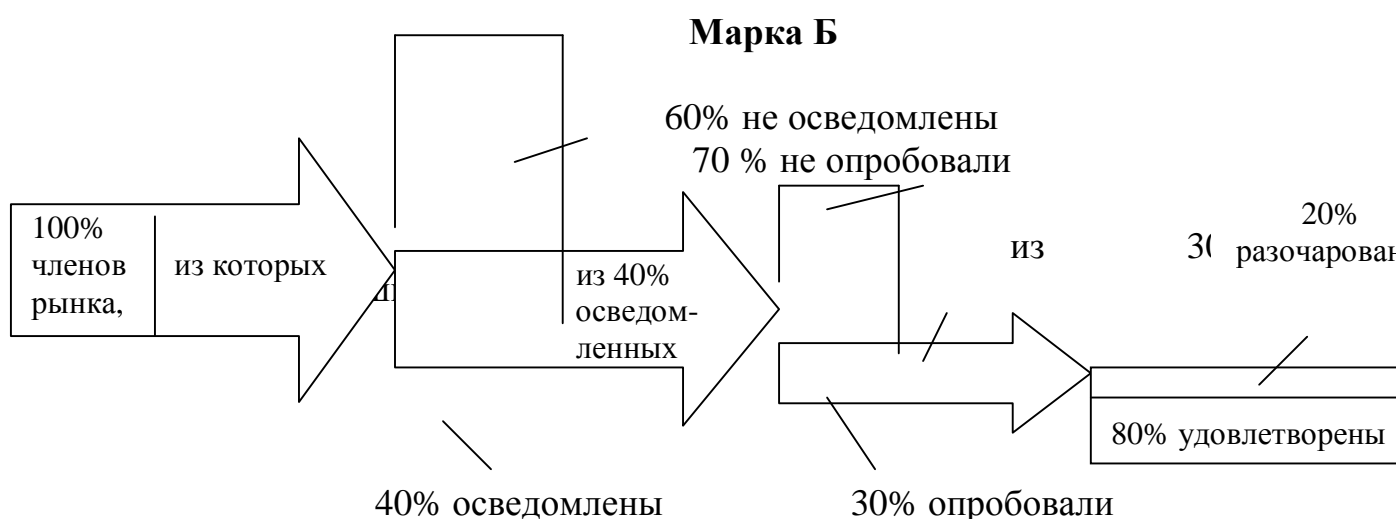 Марка Б
60% не осведомлены
70 % не опробовали
100%
членов
рынка,
из которых
из 40%
осведом-
ленных
из
20%
80% удовлетворены
40% осведомлены
30% опробовали